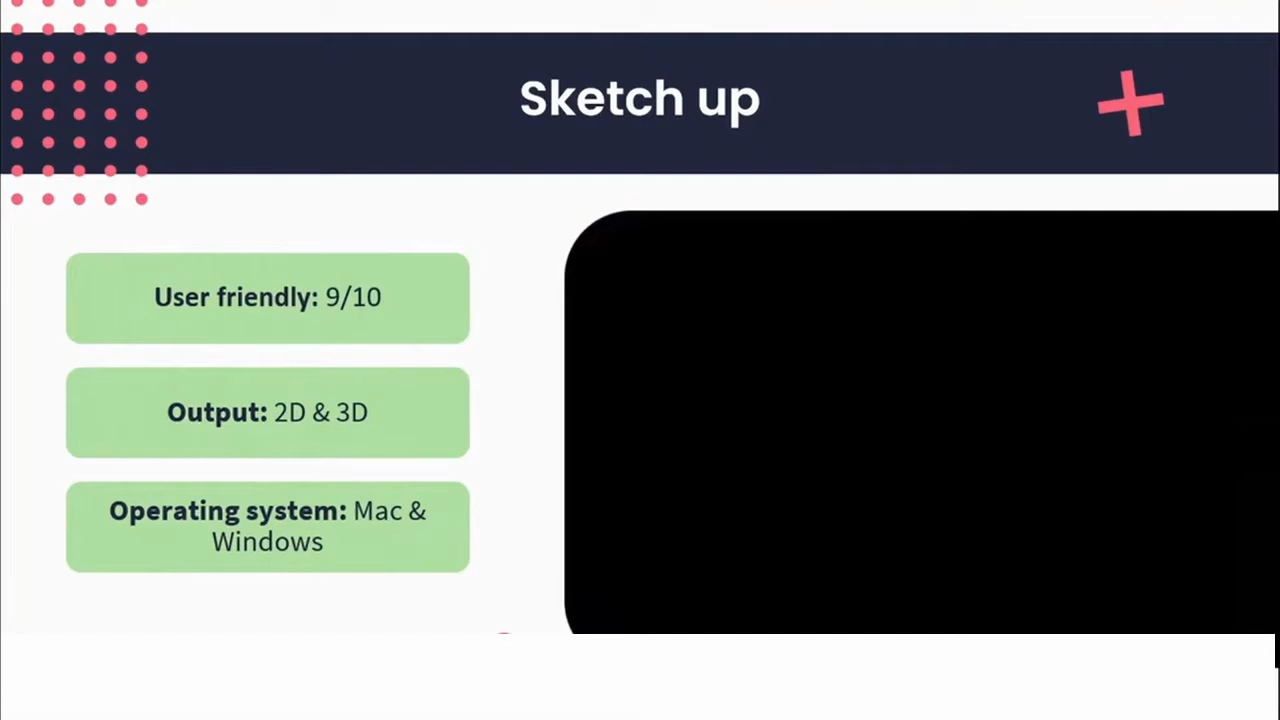 Sketch up
User friendly: 9/10
Output: 2D & 3D
Operating system: Mac &
Windows